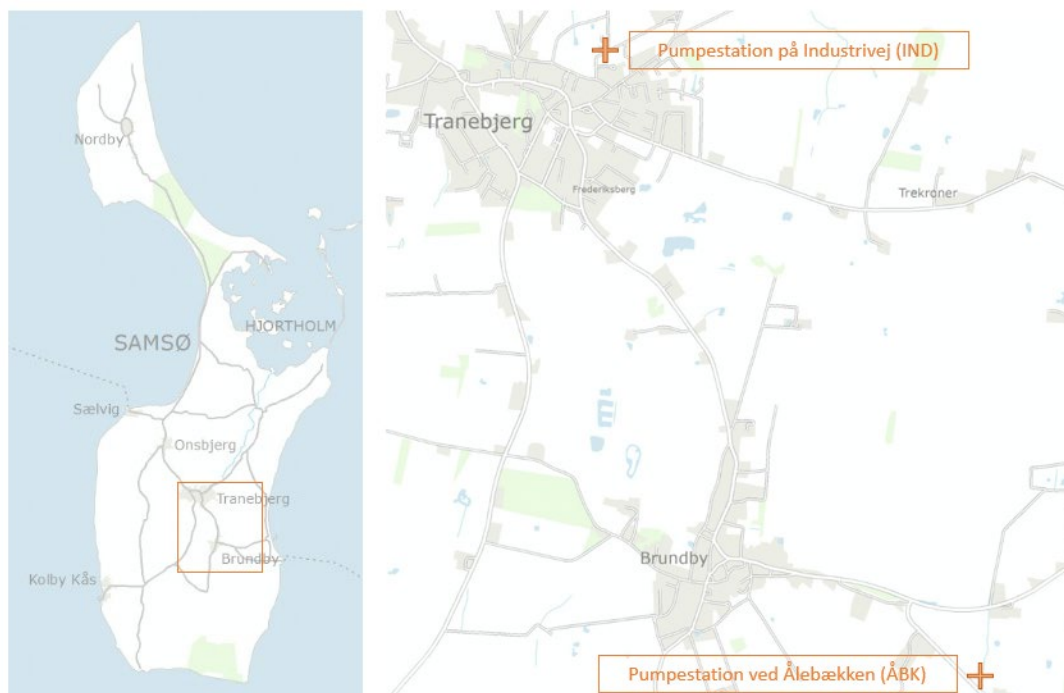 Nordby
SAMSØ
HJORTHOLM
Sælvig
Onsbjerg
Tranebjerg
Brundby
Kolby Kås
Pumpestation på Industrivej (IND)
Tranebjerg
Frederiksberg
Trekroner
Brundby
Pumpestation ved Ålebækken (ÅBK)